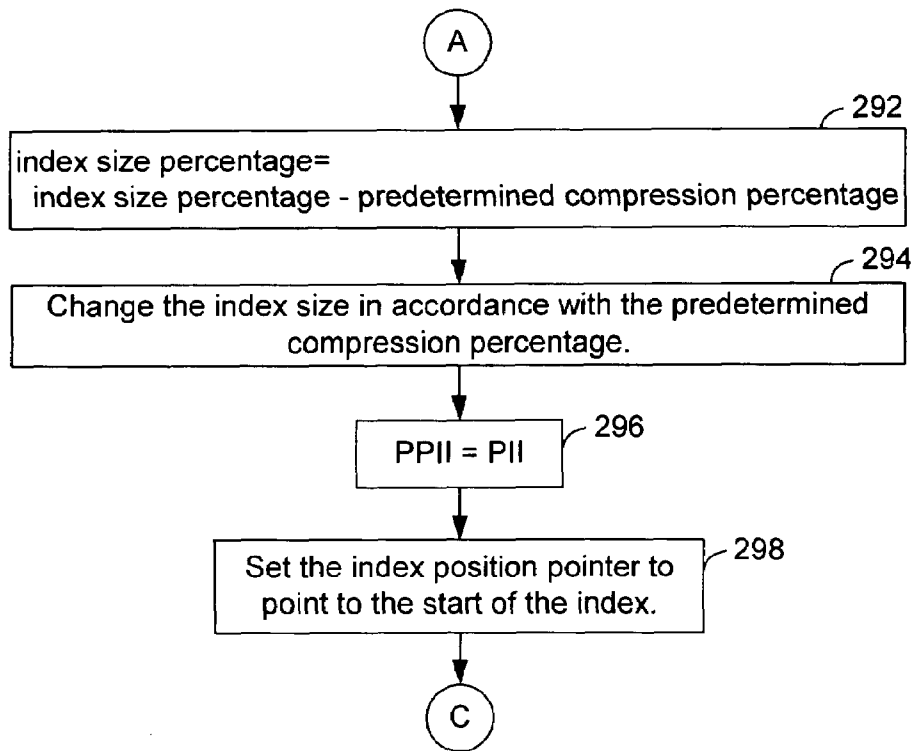 A
292
index size percentage=
index size percentage - predetermined compression percentage
294
Change the index size in accordance with the predetermined
compression percentage.
296
PPII = PII
298
Set the index position pointer to
point to the start of the index.
C